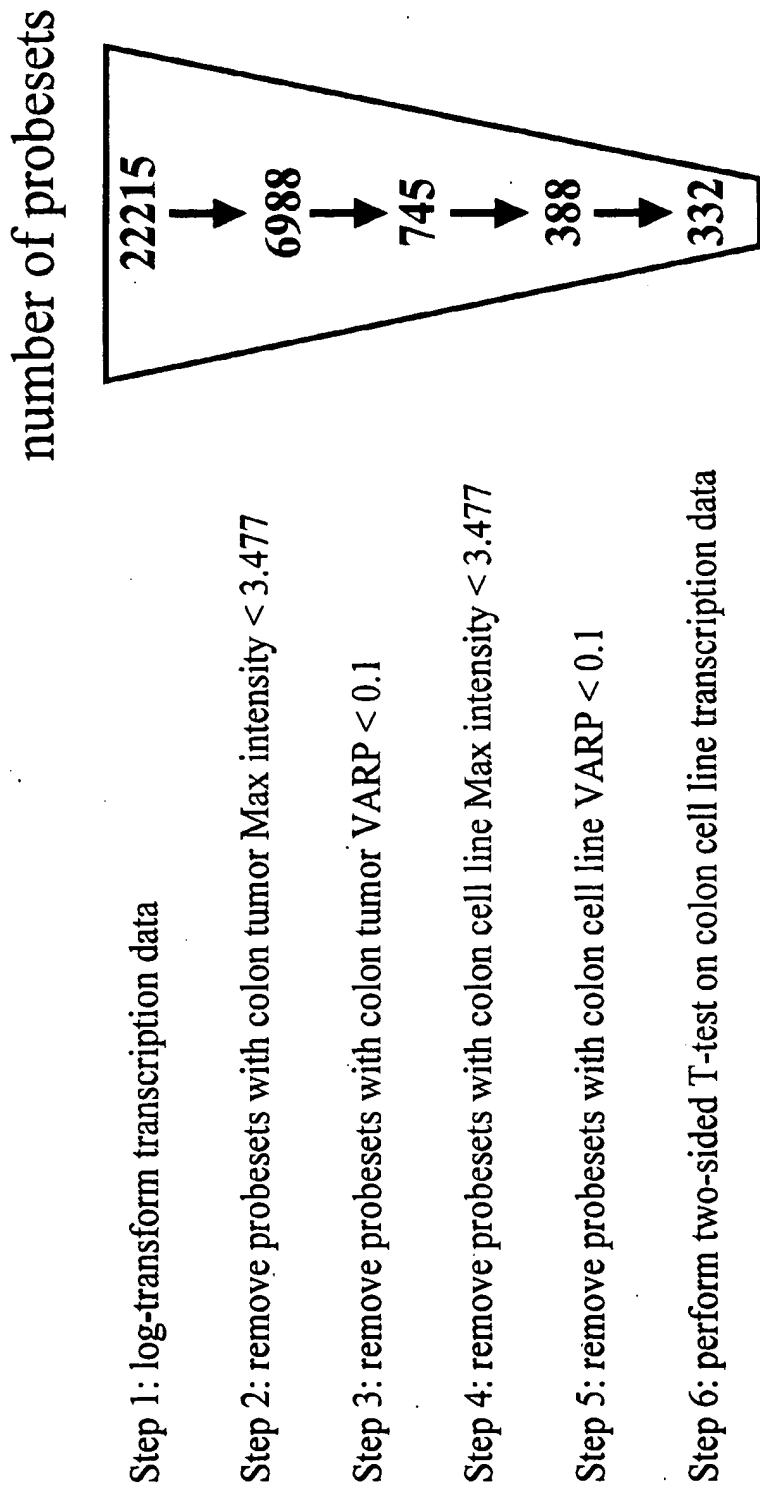 number of probesets
Step 1: log-transform transcription data
22215
Step 2: remove probesets with colon tumor Max intensity < 3.477
6988
Step 3: remove probesets with colon tumor VARP < 0.1
745
Step 4: remove probesets with colon cell line Max intensity < 3.477
388
Step 5: remove probesets with colon cell line VARP < 0.1
332
Step 6: perform two-sided T-test on colon cell line transcription data